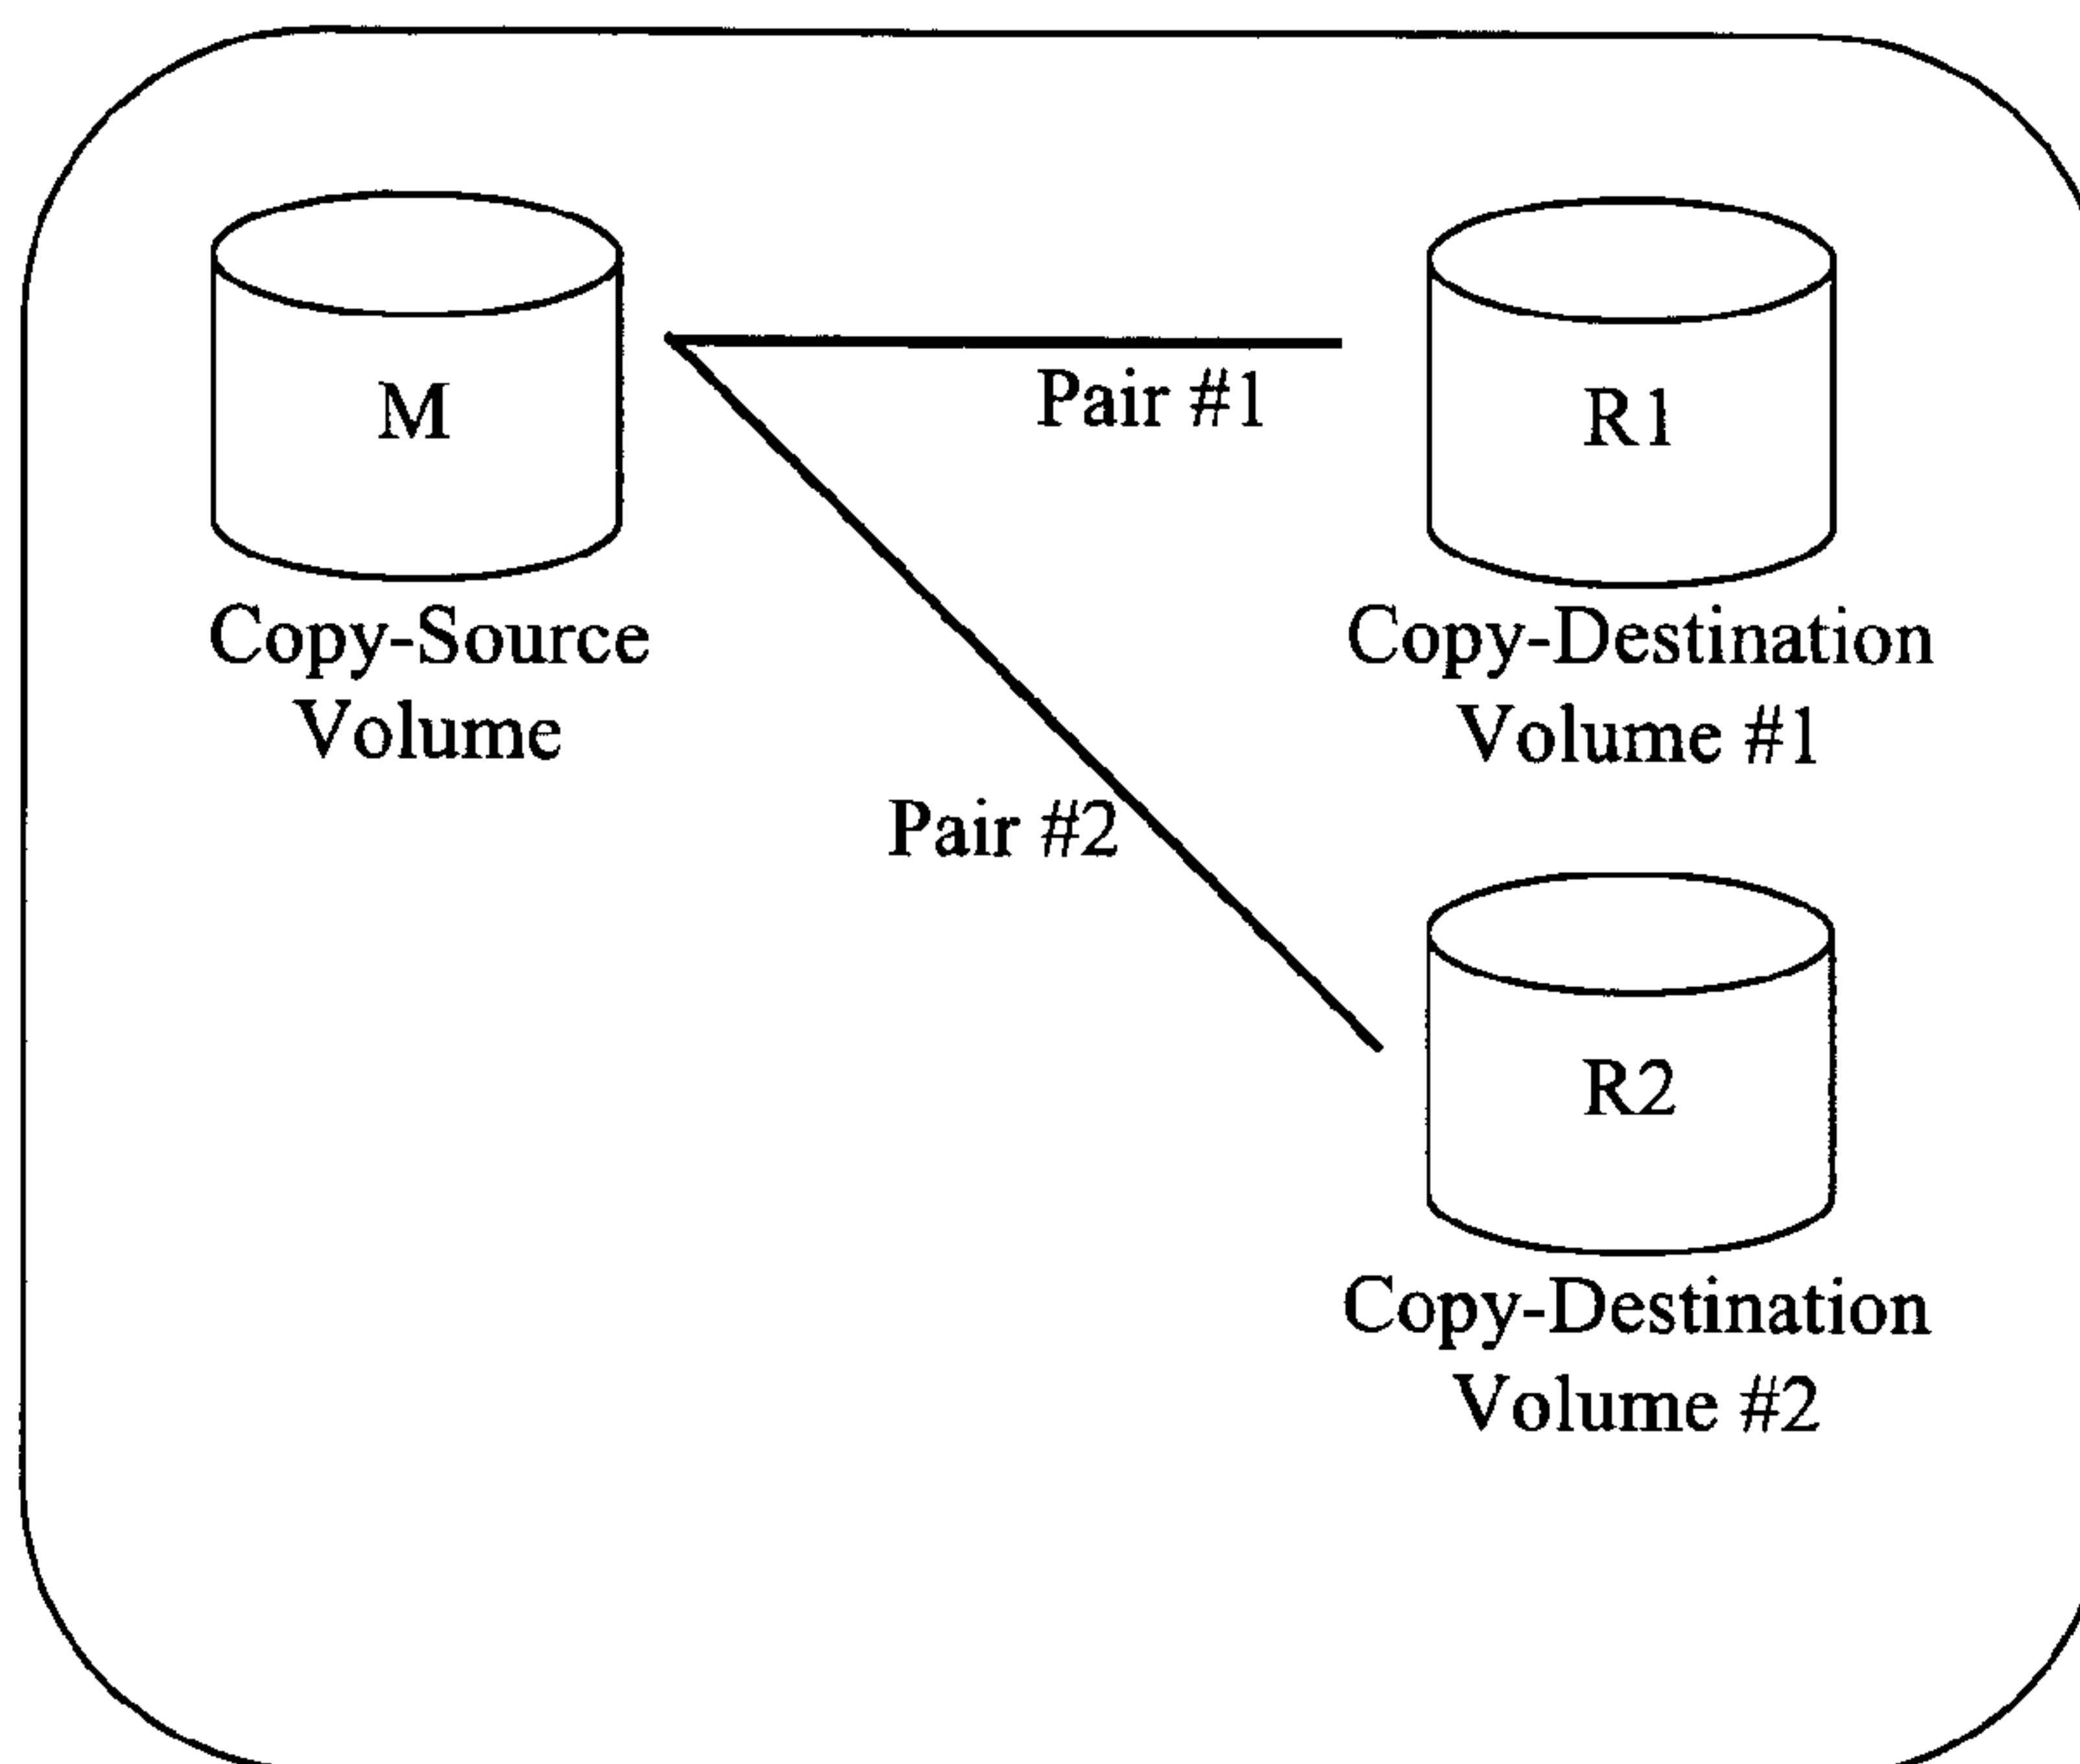 M
Pair #1
R1
Copy-Source
Volume
Copy-Destination
Volume #1
Pair #2
R2
Copy-Destination
Volume #2